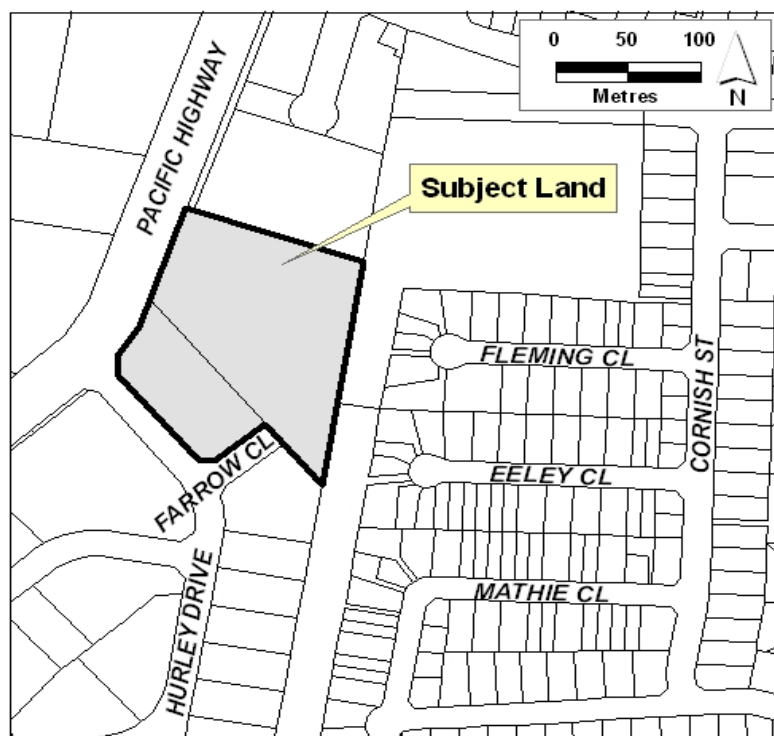 0 50 100
Metres
N
PACIFIC HIGHWAY
Subject Land
FLEMING CL
CORNISH ST
FARROW CL
EELEY CL
HURLEY DRIVE
MATHIE CL